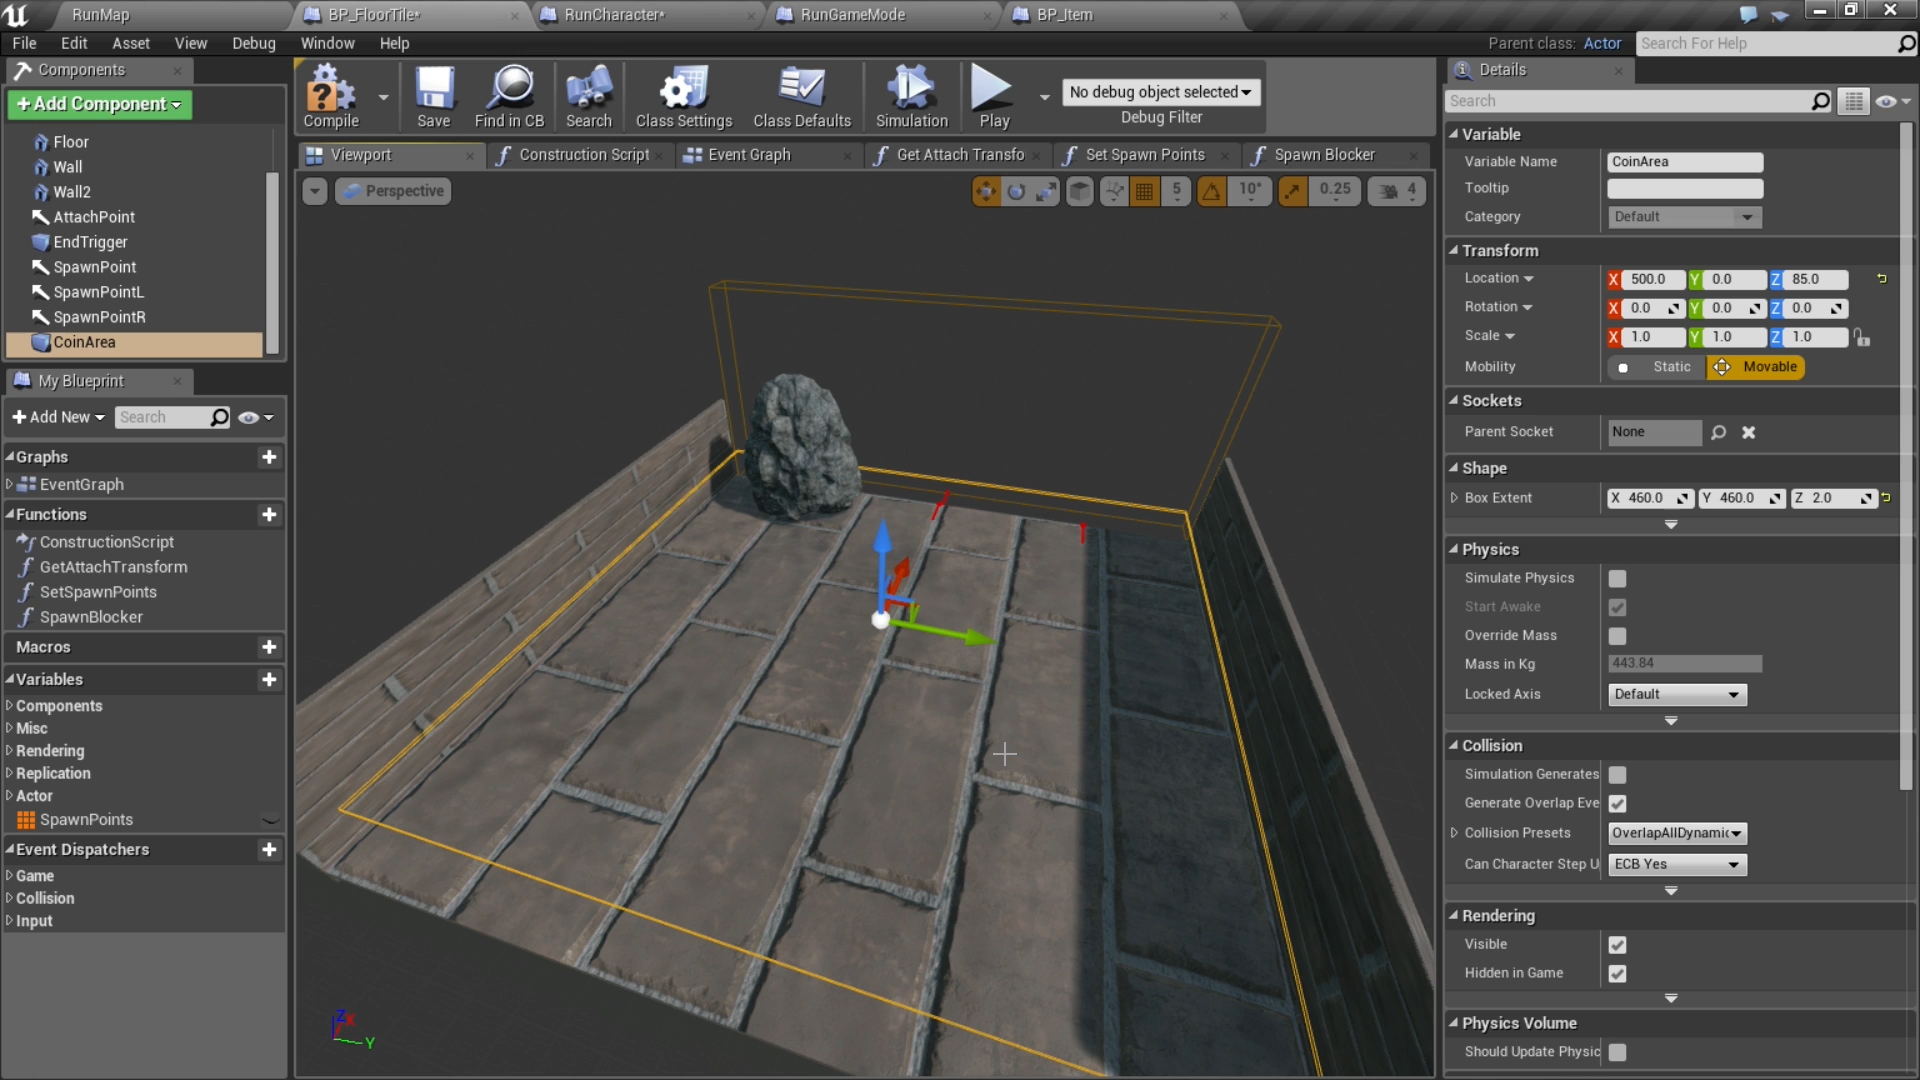 RunMap
BP_FloorTile*
RunCharacter*
RunGameMode
BP_Item
File Edit Asset View Debug Window Help
Parent class: Actor
Search For Help
Components
+Add Component
Floor
Wall
Wall2
AttachPoint
EndTrigger
SpawnPoint
SpawnPointL
SpawnPointR
CoinArea
My Blueprint
+Add New
Search
Graphs
EventGraph
Functions
ConstructionScript
GetAttachTransform
SetSpawnPoints
SpawnBlocker
Macros
Variables
Components
Misc
Rendering
Replication
Actor
SpawnPoints
Event Dispatchers
Game
Collision
Input
Compile
Save
Find in CB
Search
Class Settings
Class Defaults
Simulation
Play
No debug object selected
Debug Filter
Viewport
Construction Script
Event Graph
Get Attach Transfo
Set Spawn Points
Spawn Blocker
Perspective
5
10°
0.25
4
Z X Y
Details
Search
Variable
Variable Name CoinArea
Tooltip
Category Default
Transform
Location X 500.0 Y 0.0 Z 85.0
Rotation X 0.0 Y 0.0 Z 0.0
Scale X 1.0 Y 1.0 Z 1.0
Mobility Static Movable
Sockets
Parent Socket None
Shape
Box Extent X 460.0 Y 460.0 Z 2.0
Physics
Simulate Physics
Start Awake
Override Mass
Mass in Kg 443.84
Locked Axis Default
Collision
Simulation Generates
Generate Overlap Eve
Collision Presets OverlapAllDynamic
Can Character Step U ECB Yes
Rendering
Visible
Hidden in Game
Physics Volume
Should Update Physic